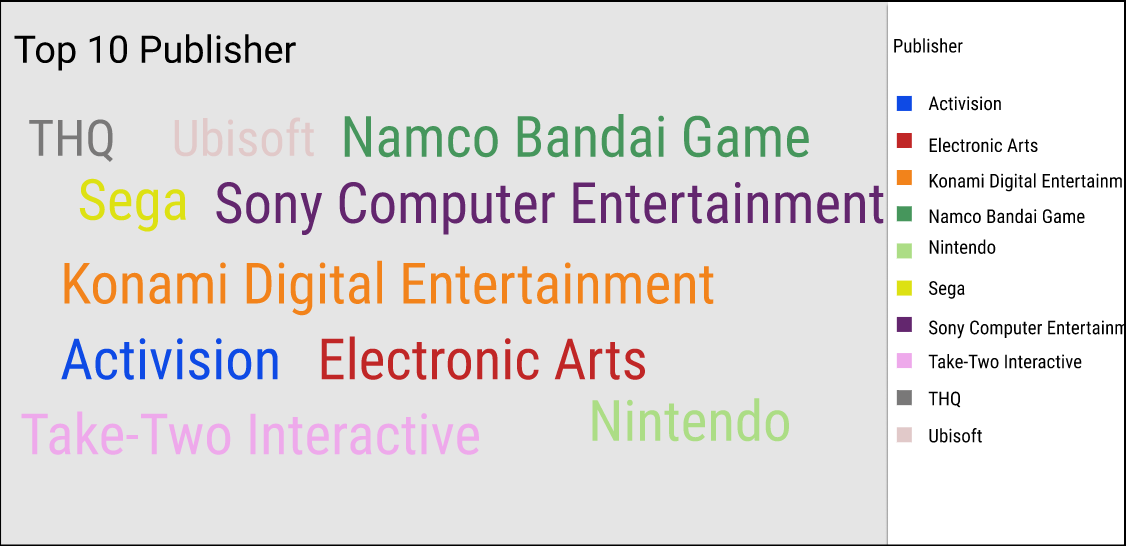 Top 10 Publisher
THQ Ubisoft Namco Bandai Game
Sega Sony Computer Entertainment
Konami Digital Entertainment
Activision Electronic Arts
Take-Two Interactive Nintendo
Publisher
Activision
Electronic Arts
Konami Digital Entertainm
Namco Bandai Game
Nintendo
Sega
Sony Computer Entertainm
Take-Two Interactive
THQ
Ubisoft